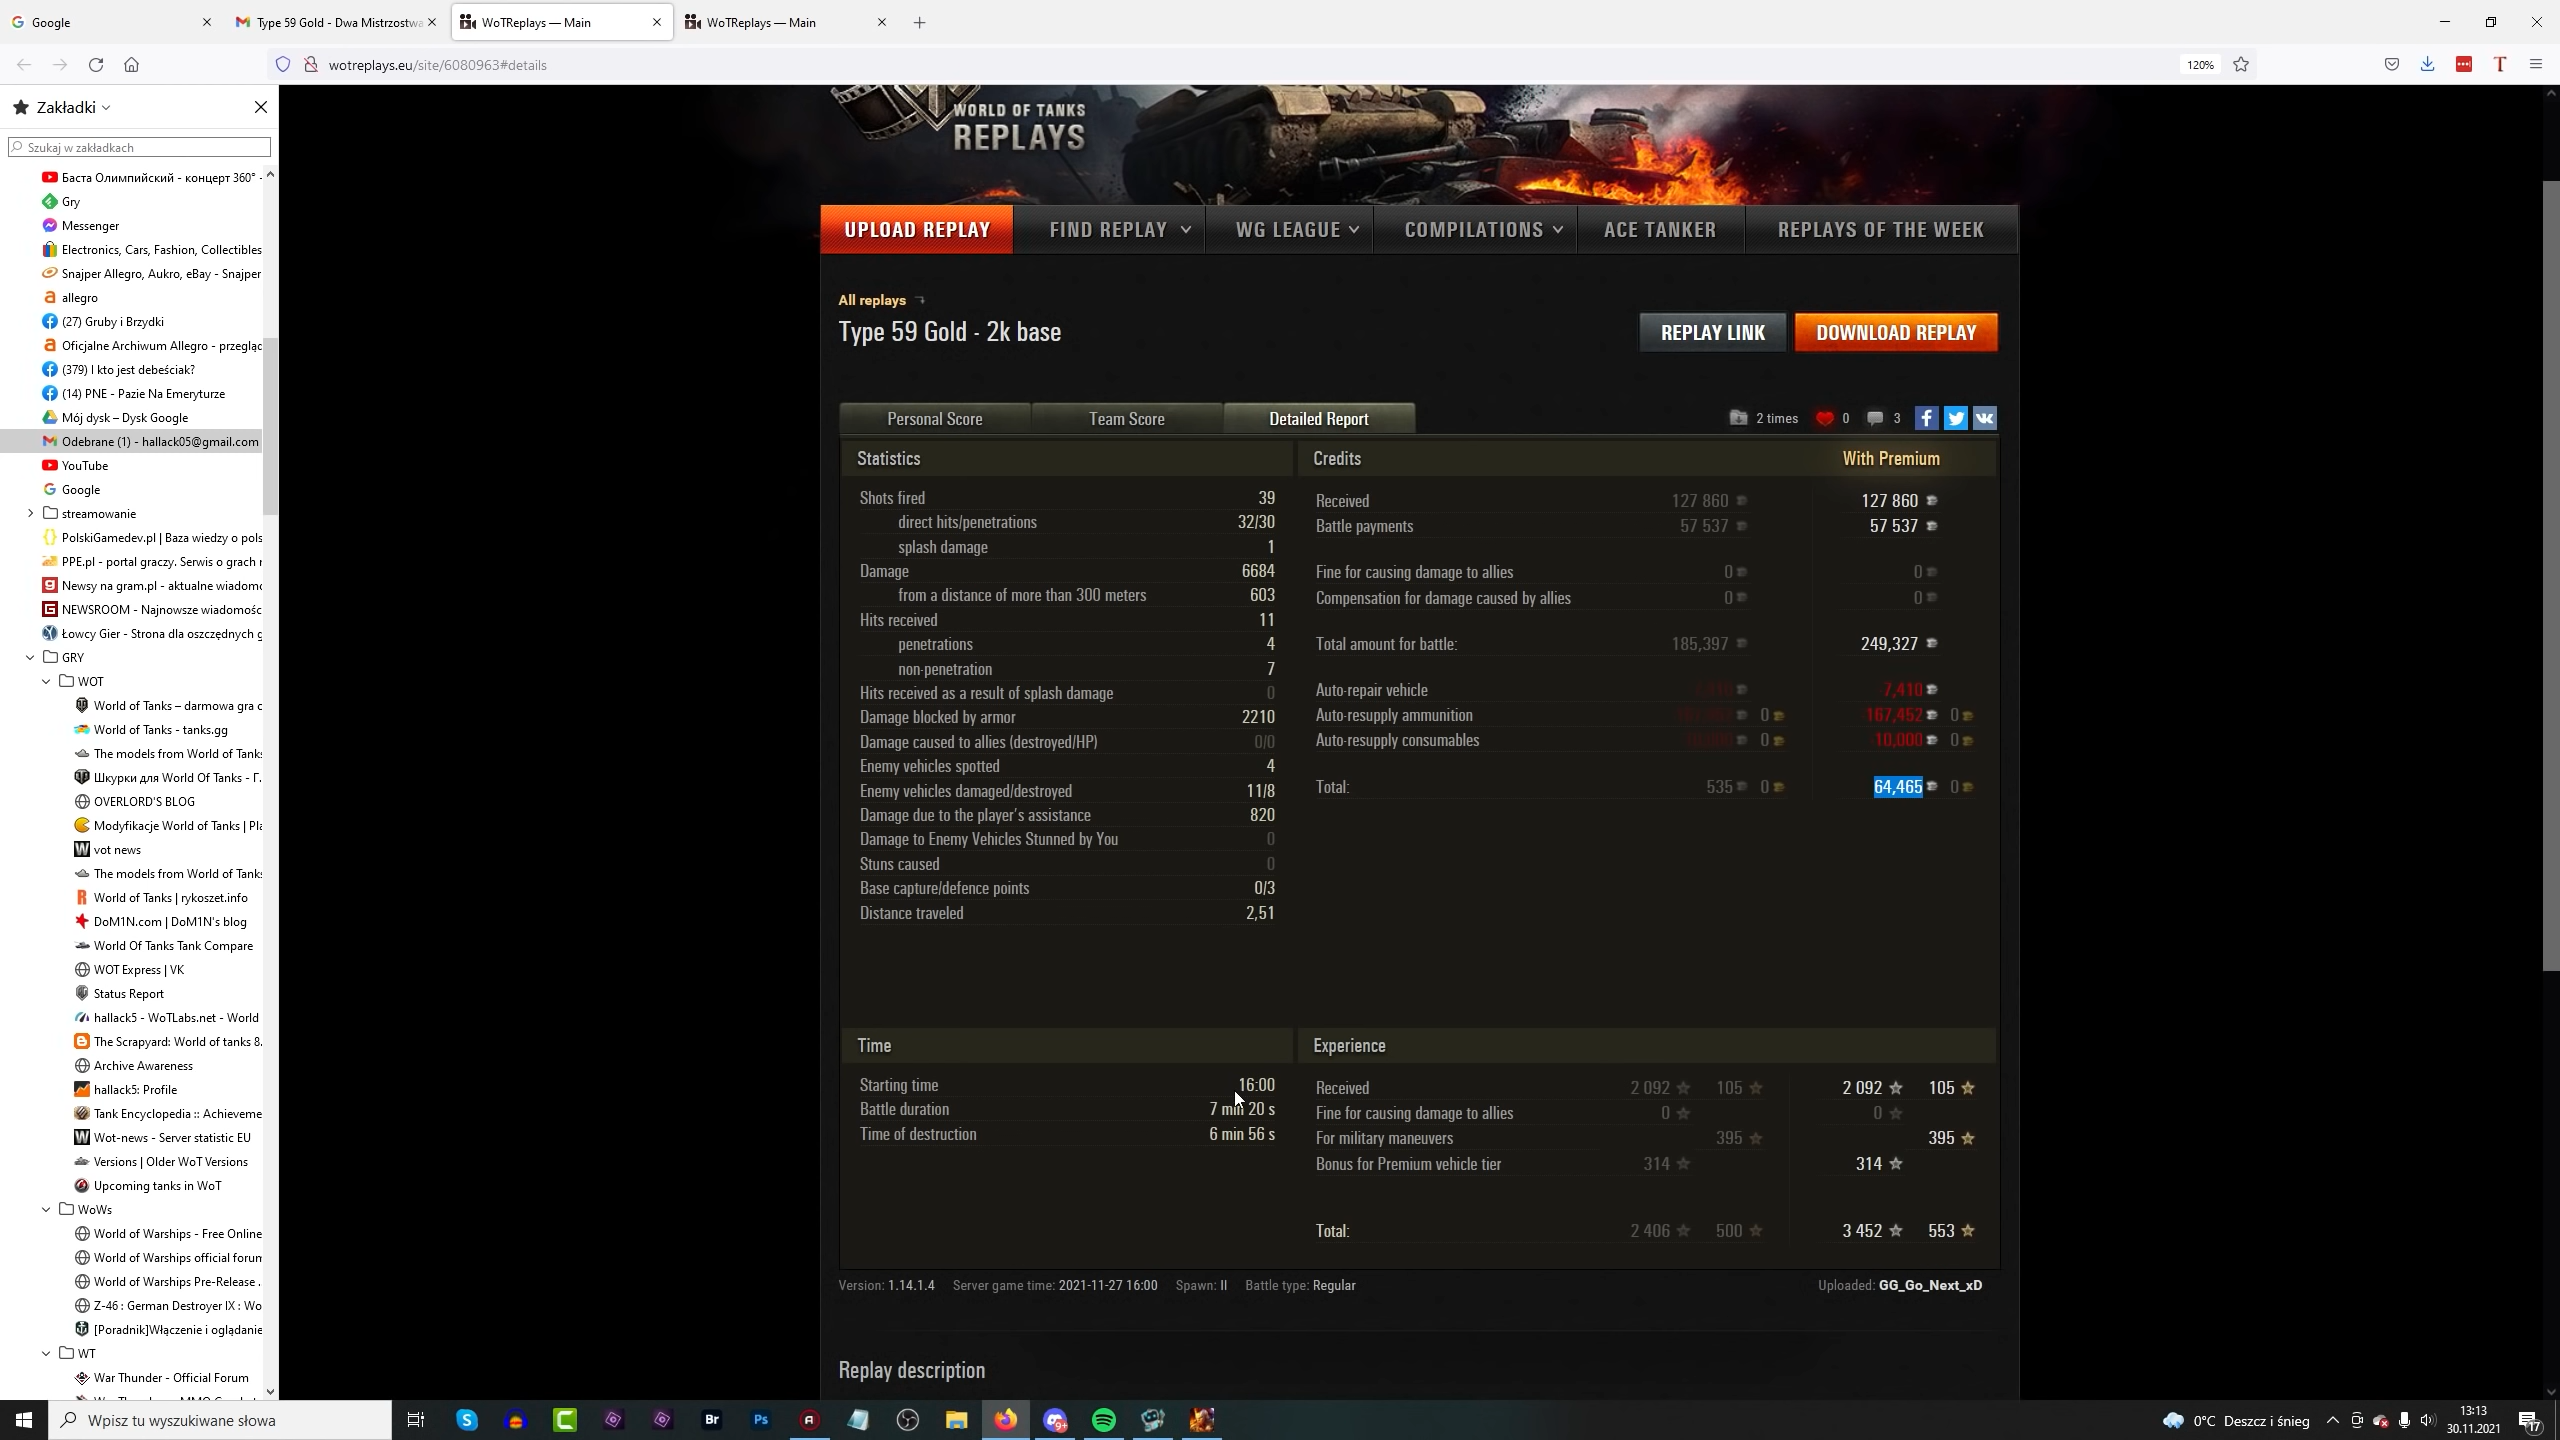 Google
Type 59 Gold - Dwa Mistrzostwa
WoTReplays — Main
WoTReplays — Main
wotreplays.eu/site/6080963#details
120%
Zakładki
Szukaj w zakładkach
Баста Олимпийский - концерт 360° -
Gry
Messenger
Electronics, Cars, Fashion, Collectibles
Snajper Allegro, Aukro, eBay - Snajper
allegro
(27) Gruby i Brzydki
Oficjalne Archiwum Allegro - przegląd
(379) I kto jest debeściak?
(14) PNE - Pazie Na Emeryturze
Mój dysk – Dysk Google
Odebrane (1) - hallack05@gmail.com
YouTube
Google
streamowanie
PolskiGamedev.pl | Baza wiedzy o pols
PPE.pl - portal graczy. Serwis o grach
Newsy na gram.pl - aktualne wiadomo
NEWSROOM - Najnowsze wiadomośc
Łowcy Gier - Strona dla oszczędnych g
GRY
WOT
World of Tanks – darmowa gra
World of Tanks - tanks.gg
The models from World of Tanks
Шкурки для World Of Tanks - Г.
OVERLORD'S BLOG
Modyfikacje World of Tanks | Pla
vot news
The models from World of Tanks
World of Tanks | rykoszet.info
DoM1N.com | DoM1N's blog
World Of Tanks Tank Compare
WOT Express | VK
Status Report
hallack5 - WoTLabs.net - World
The Scrapyard: World of tanks 8.
Archive Awareness
hallack5: Profile
Tank Encyclopedia :: Achieveme
Wot-news - Server statistic EU
Versions | Older WoT Versions
Upcoming tanks in WoT
WoWs
World of Warships - Free Online
World of Warships official forum
World of Warships Pre-Release .
Z-46 : German Destroyer IX : Wo
[Poradnik]Włączenie i oglądanie
WT
War Thunder - Official Forum
WORLD OF TANKS
REPLAYS
UPLOAD REPLAY
FIND REPLAY
WG LEAGUE
COMPILATIONS
ACE TANKER
REPLAYS OF THE WEEK
All replays
Type 59 Gold - 2k base
REPLAY LINK
DOWNLOAD REPLAY
Personal Score
Team Score
Detailed Report
2 times 0 3
Statistics
Shots fired 39
direct hits/penetrations 32/30
splash damage 1
Damage 6684
from a distance of more than 300 meters 603
Hits received 11
penetrations 4
non-penetration 7
Hits received as a result of splash damage 0
Damage blocked by armor 2210
Damage caused to allies (destroyed/HP) 0/0
Enemy vehicles spotted 4
Enemy vehicles damaged/destroyed 11/8
Damage due to the player's assistance 820
Damage to Enemy Vehicles Stunned by You 0
Stuns caused 0
Base capture/defence points 0/3
Distance traveled 2,51
Credits With Premium
Received 127 860 127 860
Battle payments 57 537 57 537
Fine for causing damage to allies 0 0
Compensation for damage caused by allies 0 0
Total amount for battle: 185,397 249,327
Auto-repair vehicle -7,410
Auto-resupply ammunition 0 -167,452 0
Auto-resupply consumables 0 -10,000 0
Total: 535 0 64,465 0
Time
Starting time 16:00
Battle duration 7 min 20 s
Time of destruction 6 min 56 s
Experience
Received 2 092 105 2 092 105
Fine for causing damage to allies 0 0
For military maneuvers 395 395
Bonus for Premium vehicle tier 314 314
Total: 2 406 500 3 452 553
Version: 1.14.1.4 Server game time: 2021-11-27 16:00 Spawn: II Battle type: Regular
Uploaded: GG_Go_Next_xD
Replay description
Wpisz tu wyszukiwane słowa
Br
Ps
9+
0°C Deszcz i śnieg
13:13
30.11.2021
17